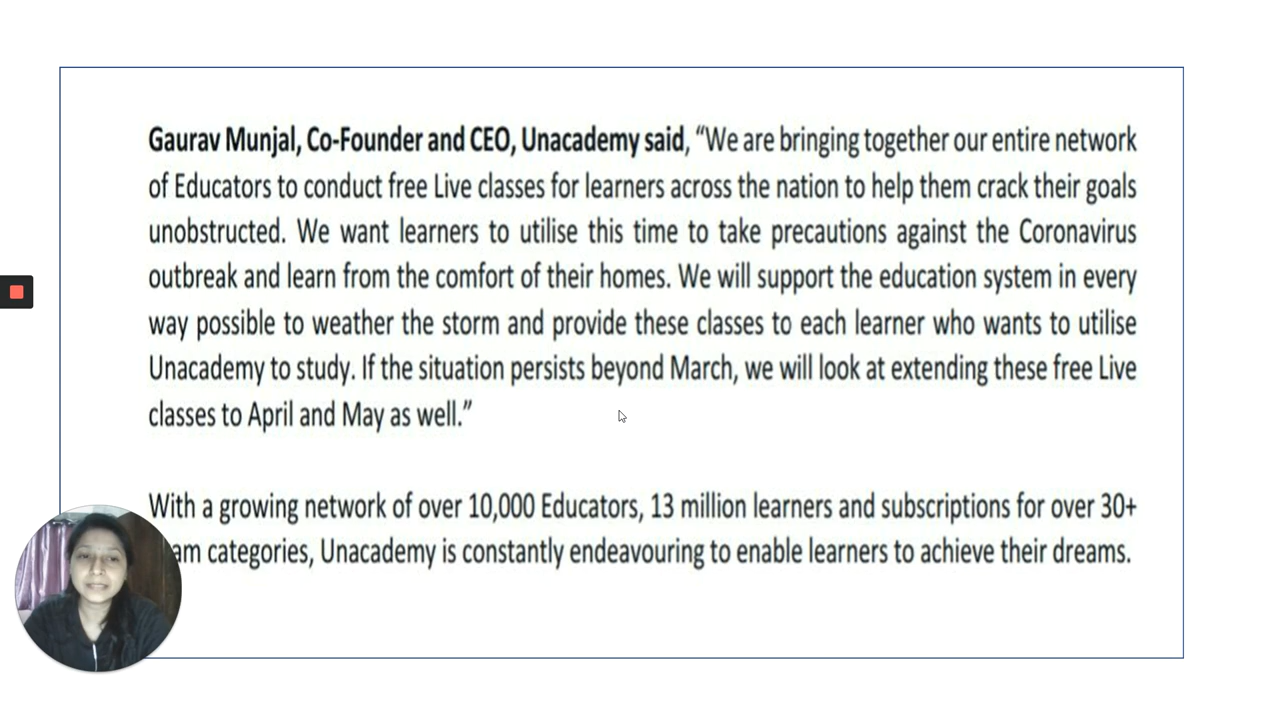 Gaurav Munjal, Co-Founder and CEO, Unacademy said, “We are bringing together our entire network
of Educators to conduct free Live classes for learners across the nation to help them crack their goals
unobstructed. We want learners to utilise this time to take precautions against the Coronavirus
outbreak and learn from the comfort of their homes. We will support the education system in every
way possible to weather the storm and provide these classes to each learner who wants to utilise
Unacademy to study. If the situation persists beyond March, we will look at extending these free Live
classes to April and May as well.”
With a growing network of over 10,000 Educators, 13 million learners and subscriptions for over 30+
categories, Unacademy is constantly endeavouring to enable learners to achieve their dreams.